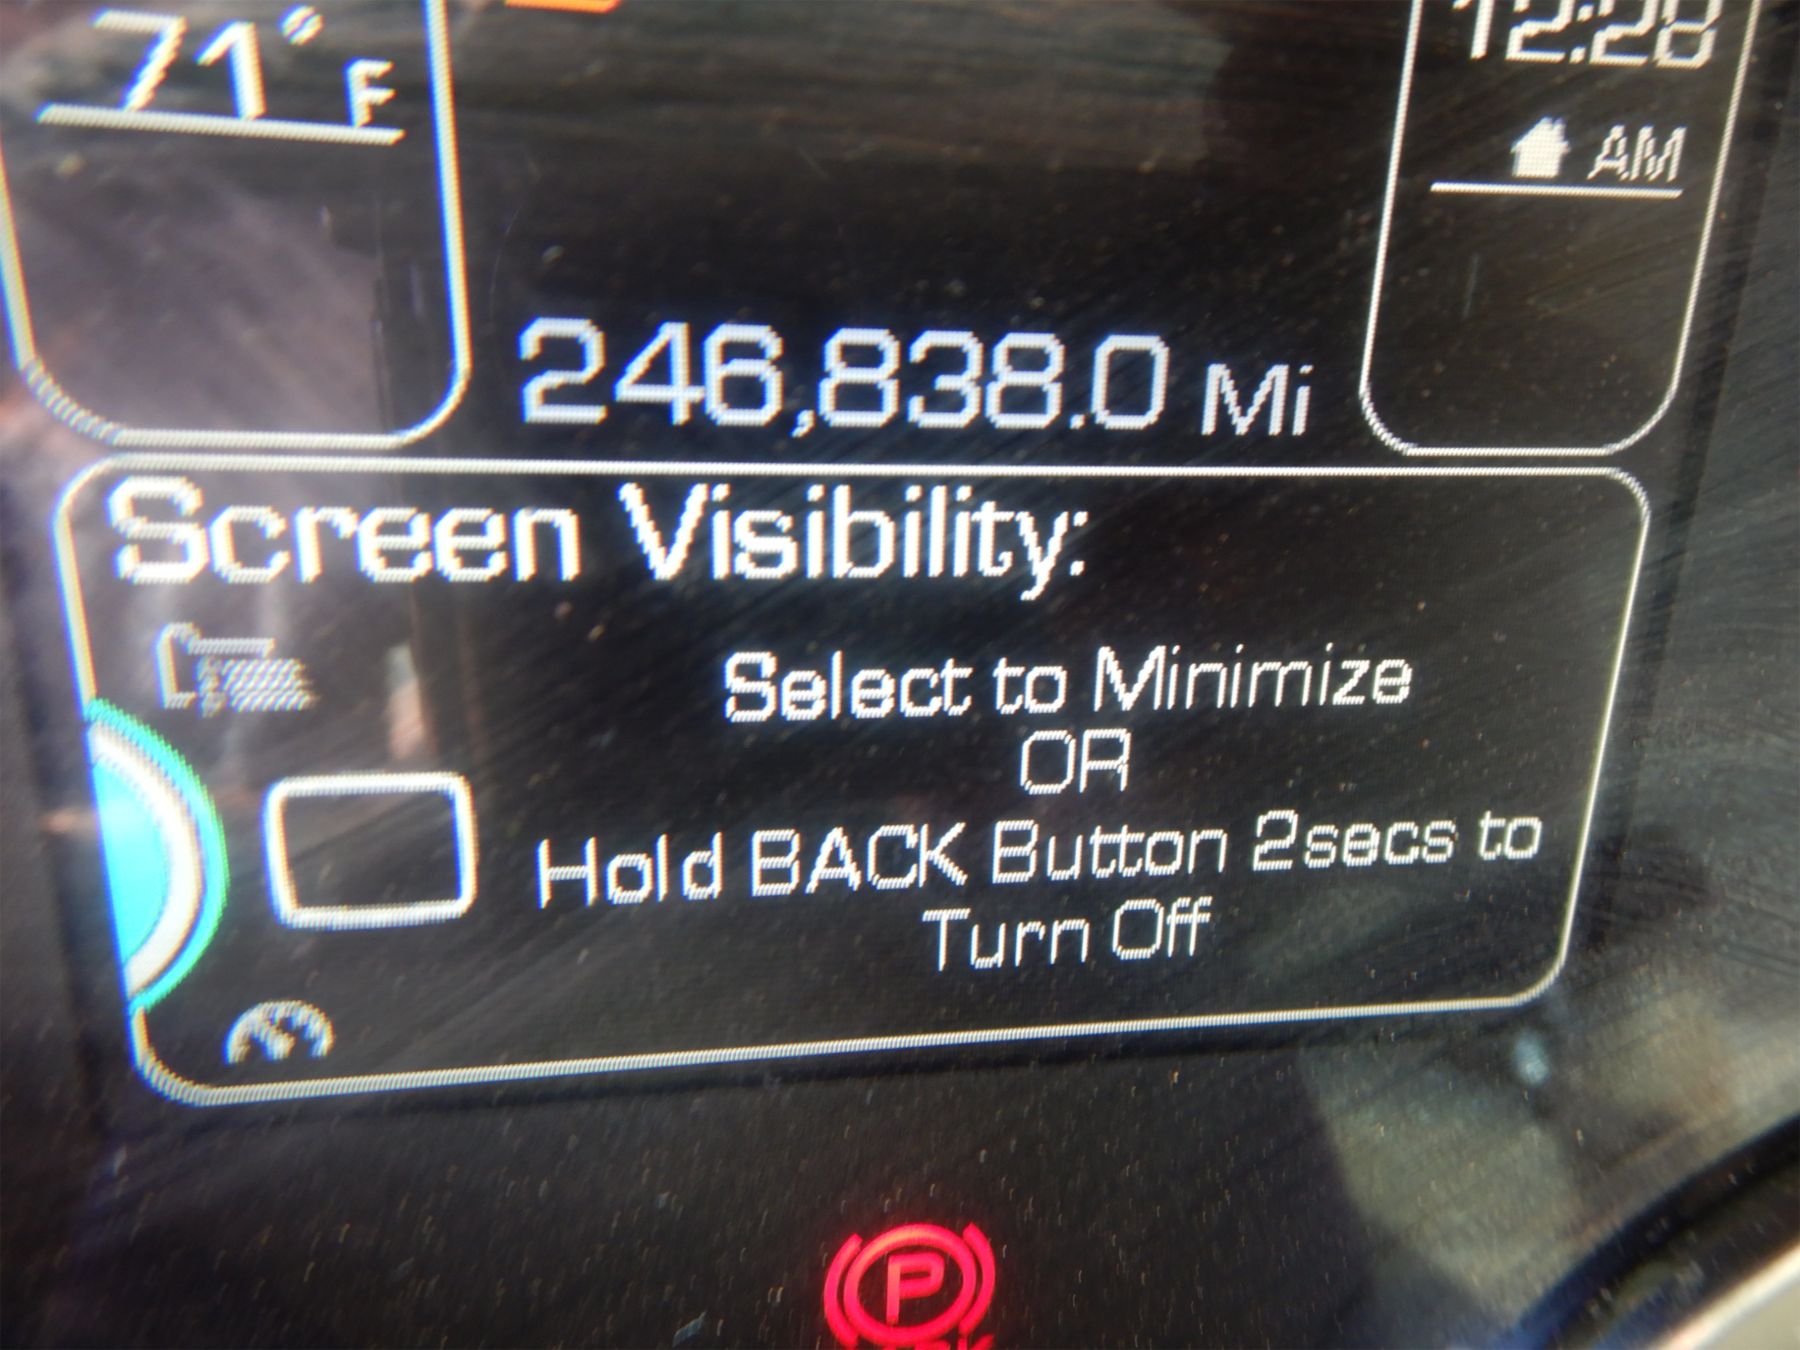 71°F
12:28
AM
246,838.0 Mi
Screen Visibility:
Select to Minimize
OR
Hold BACK Button 2secs to
Turn Off
P